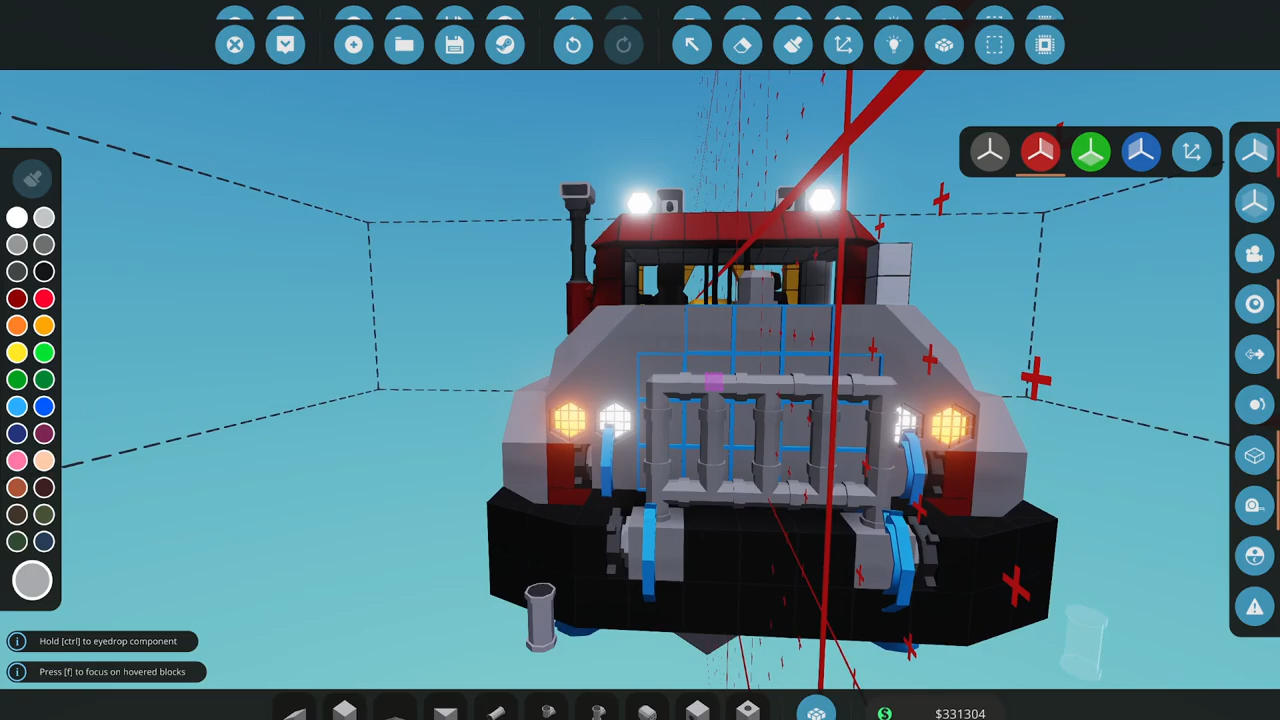 Hold [ctrl] to eyedrop component
Press [f] to focus on hovered blocks
$331304